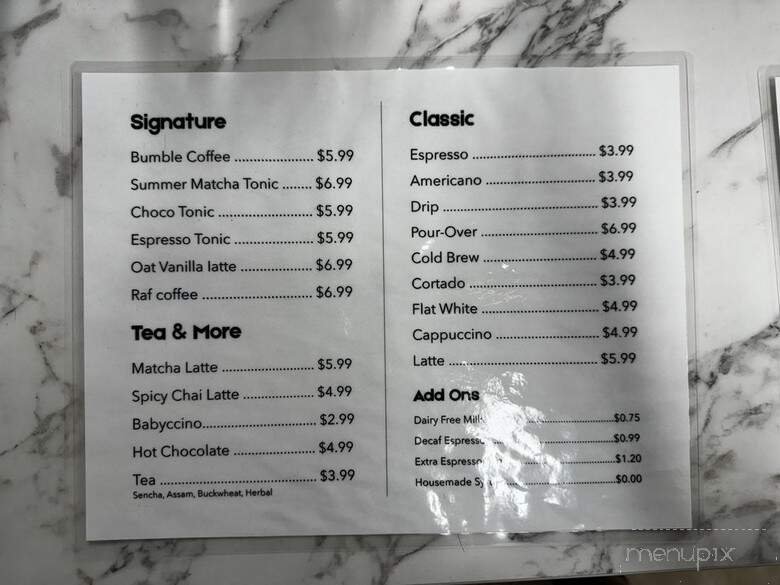 Signature
Bumble Coffee ...................... $5.99
Summer Matcha Tonic ........ $6.99
Choco Tonic .......................... $5.99
Espresso Tonic ...................... $5.99
Oat Vanilla latte .................... $6.99
Raf coffee .............................. $6.99
Tea & More
Matcha Latte ......................... $5.99
Spicy Chai Latte .................... $4.99
Babyccino.............................. $2.99
Hot Chocolate ...................... $4.99
Tea ......................................... $3.99
Sencha, Assam, Buckwheat, Herbal
Classic
Espresso ................................. $3.99
Americano ............................. $3.99
Drip ........................................ $3.99
Pour-Over .............................. $6.99
Cold Brew .............................. $4.99
Cortado .................................. $3.99
Flat White ............................... $4.99
Cappuccino ............................ $4.99
Latte ........................................ $5.99
Add Ons
Dairy Free ........................$0.75
Decaf Espresso ........................$0.99
Extra Espresso ........................$1.20
Housemade ........................$0.00
menupix